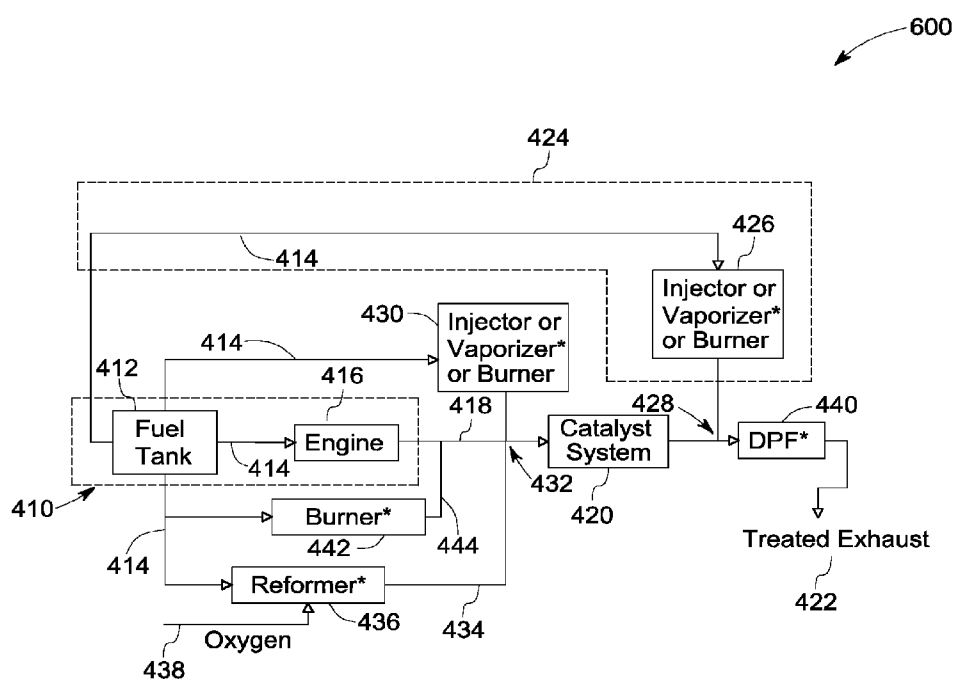 600
424
414
426
Injector or
Vaporizer*
or Burner
430
Injector or
Vaporizer*
or Burner
414
412
416
418
428
440
Fuel
Tank
414
Engine
Catalyst
System
DPF*
432
410
420
Burner*
442
444
Treated Exhaust
422
414
Reformer*
436
434
Oxygen
438